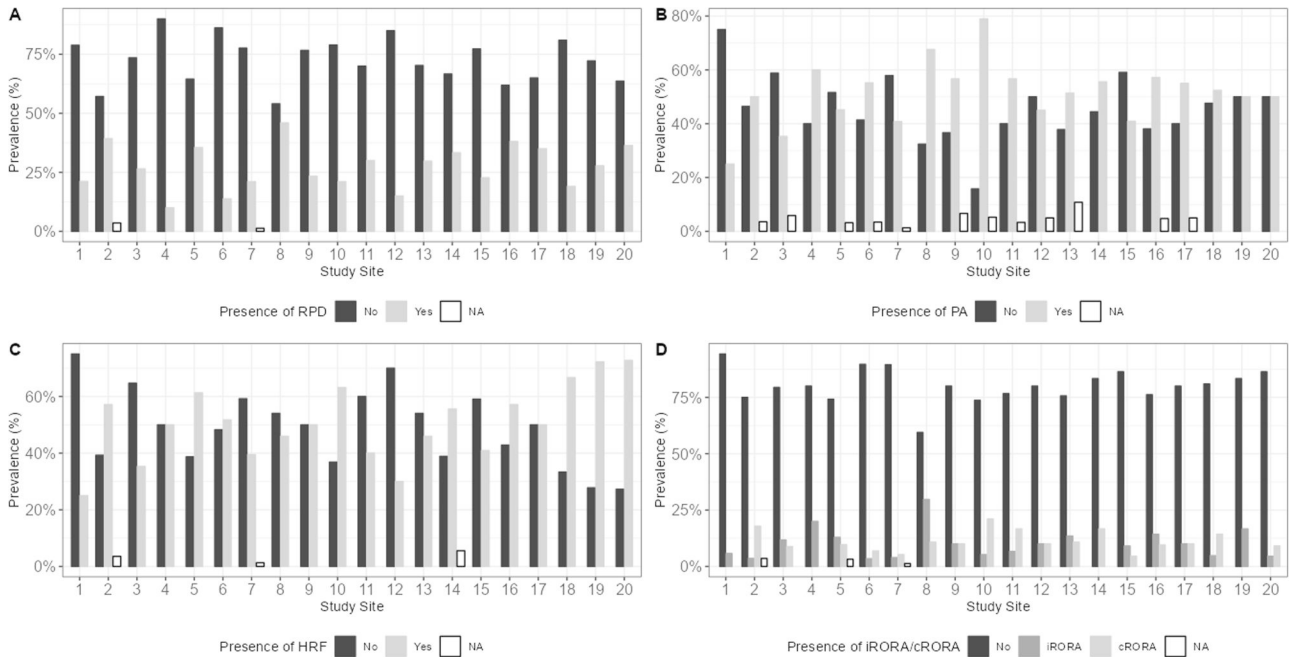 A
Prevalence (%)
75%
50%
25%
0%
1 2 3 4 5 6 7 8 9 10 11 12 13 14 15 16 17 18 19 20
Study Site
Presence of RPD No Yes NA
B
Prevalence (%)
80%
60%
40%
20%
0%
1 2 3 4 5 6 7 8 9 10 11 12 13 14 15 16 17 18 19 20
Study Site
Presence of PA No Yes NA
C
Prevalence (%)
60%
40%
20%
0%
1 2 3 4 5 6 7 8 9 10 11 12 13 14 15 16 17 18 19 20
Study Site
Presence of HRF No Yes NA
D
Prevalence (%)
75%
50%
25%
0%
1 2 3 4 5 6 7 8 9 10 11 12 13 14 15 16 17 18 19 20
Study Site
Presence of iRORA/cRORA No iRORA cRORA NA